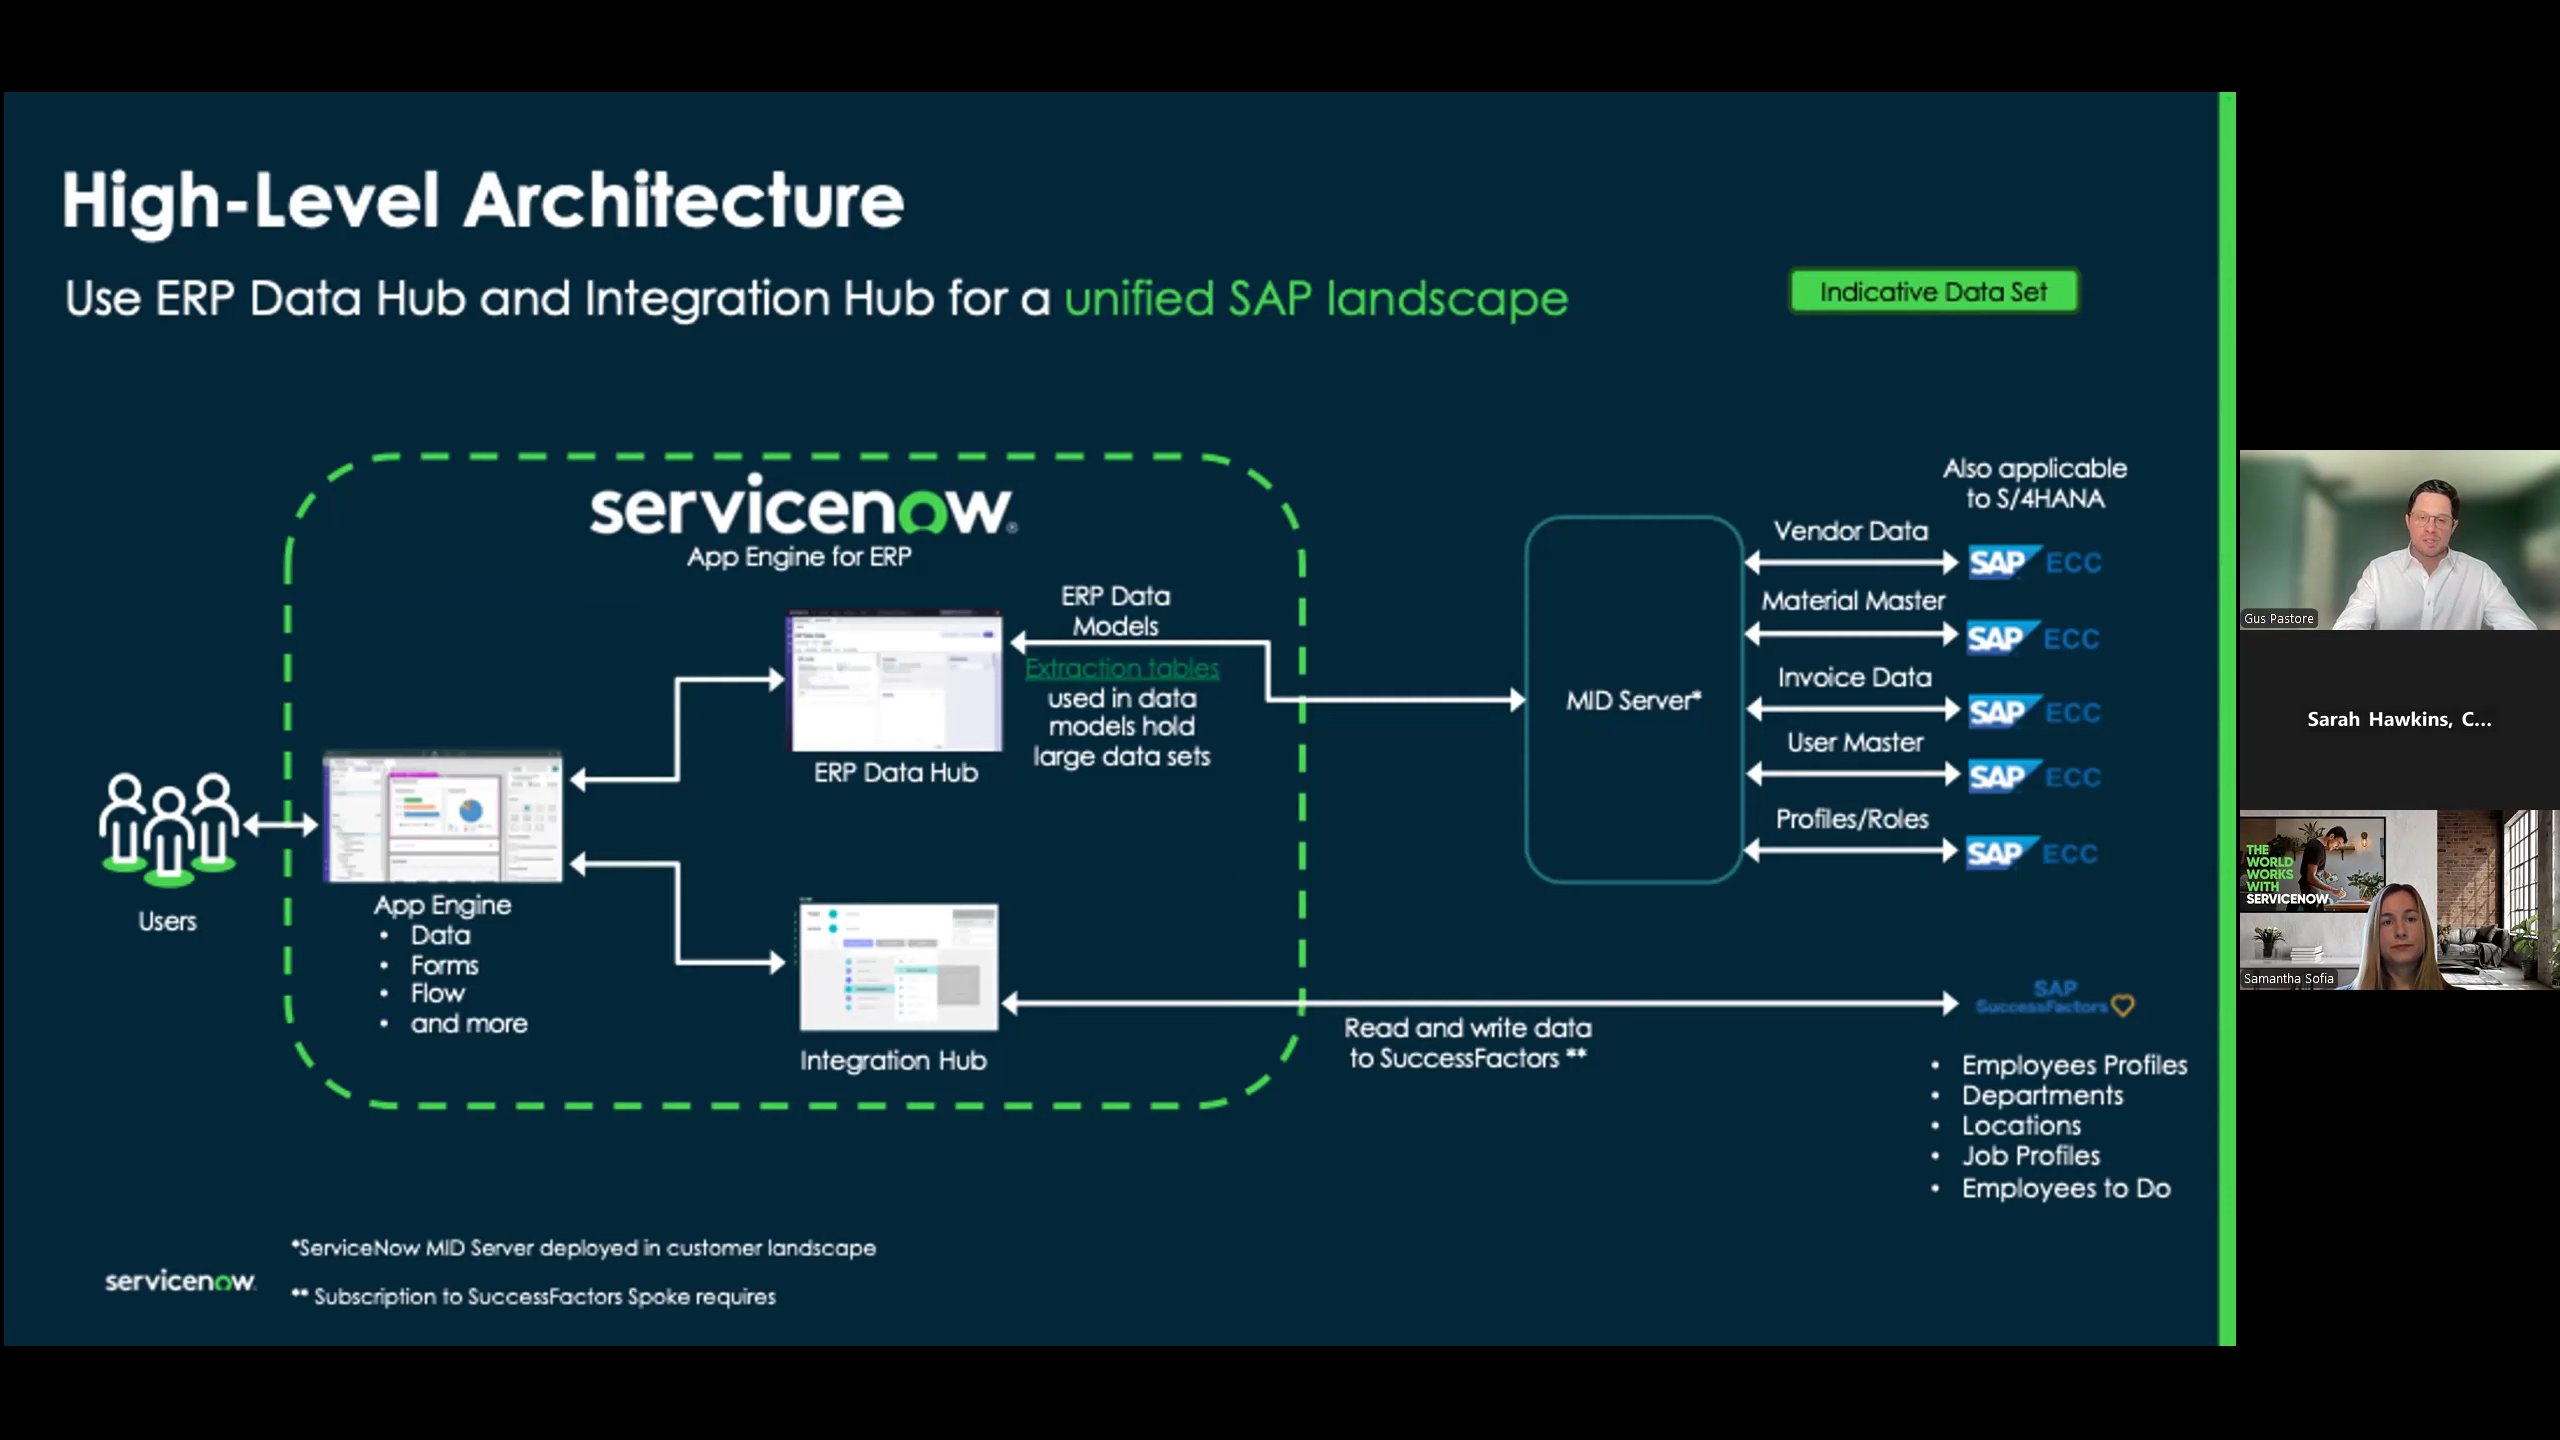 High-Level Architecture
Use ERP Data Hub and Integration Hub for a unified SAP landscape
Indicative Data Set
servicenow®
App Engine for ERP
ERP Data
Models
Extraction tables
used in data
models hold
large data sets
ERP Data Hub
Users
App Engine
• Data
• Forms
• Flow
• and more
Integration Hub
MID Server*
Also applicable
to S/4HANA
Vendor Data
SAP ECC
Material Master
SAP ECC
Invoice Data
SAP ECC
User Master
SAP ECC
Profiles/Roles
SAP ECC
Read and write data
to SuccessFactors **
SAP
SuccessFactors
• Employees Profiles
• Departments
• Locations
• Job Profiles
• Employees to Do
*ServiceNow MID Server deployed in customer landscape
servicenow.
** Subscription to SuccessFactors Spoke requires
Gus Pastore
Sarah Hawkins, C...
THE
WORLD
WORKS
WITH
SERVICENOW
Samantha Sofia